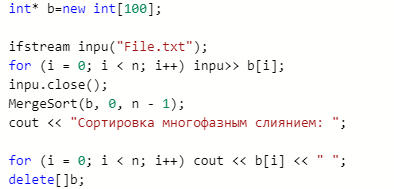 int* b=new int[100];
ifstream inpu("File.txt");
for (i = 0; i < n; i++) inpu>> b[i];
inpu.close();
MergeSort(b, 0, n - 1);
cout << "Сортировка многофазным слиянием: ";
for (i = 0; i < n; i++) cout << b[i] << " ";
delete[]b;